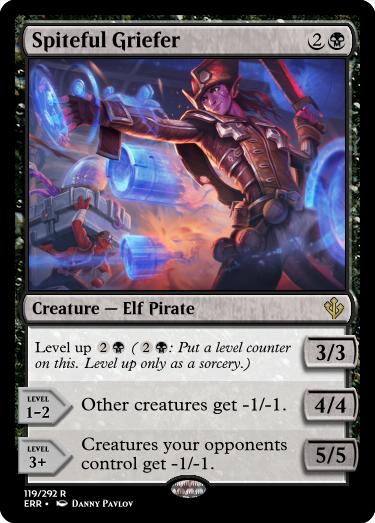 Spiteful Griefer 2
Creature — Elf Pirate
Level up 2 ( 2 : Put a level counter
on this. Level up only as a sorcery.)
3/3
LEVEL
1-2
Other creatures get -1/-1.
4/4
LEVEL
3+
Creatures your opponents
control get -1/-1.
5/5
119/292 R
ERR • Danny Pavlov